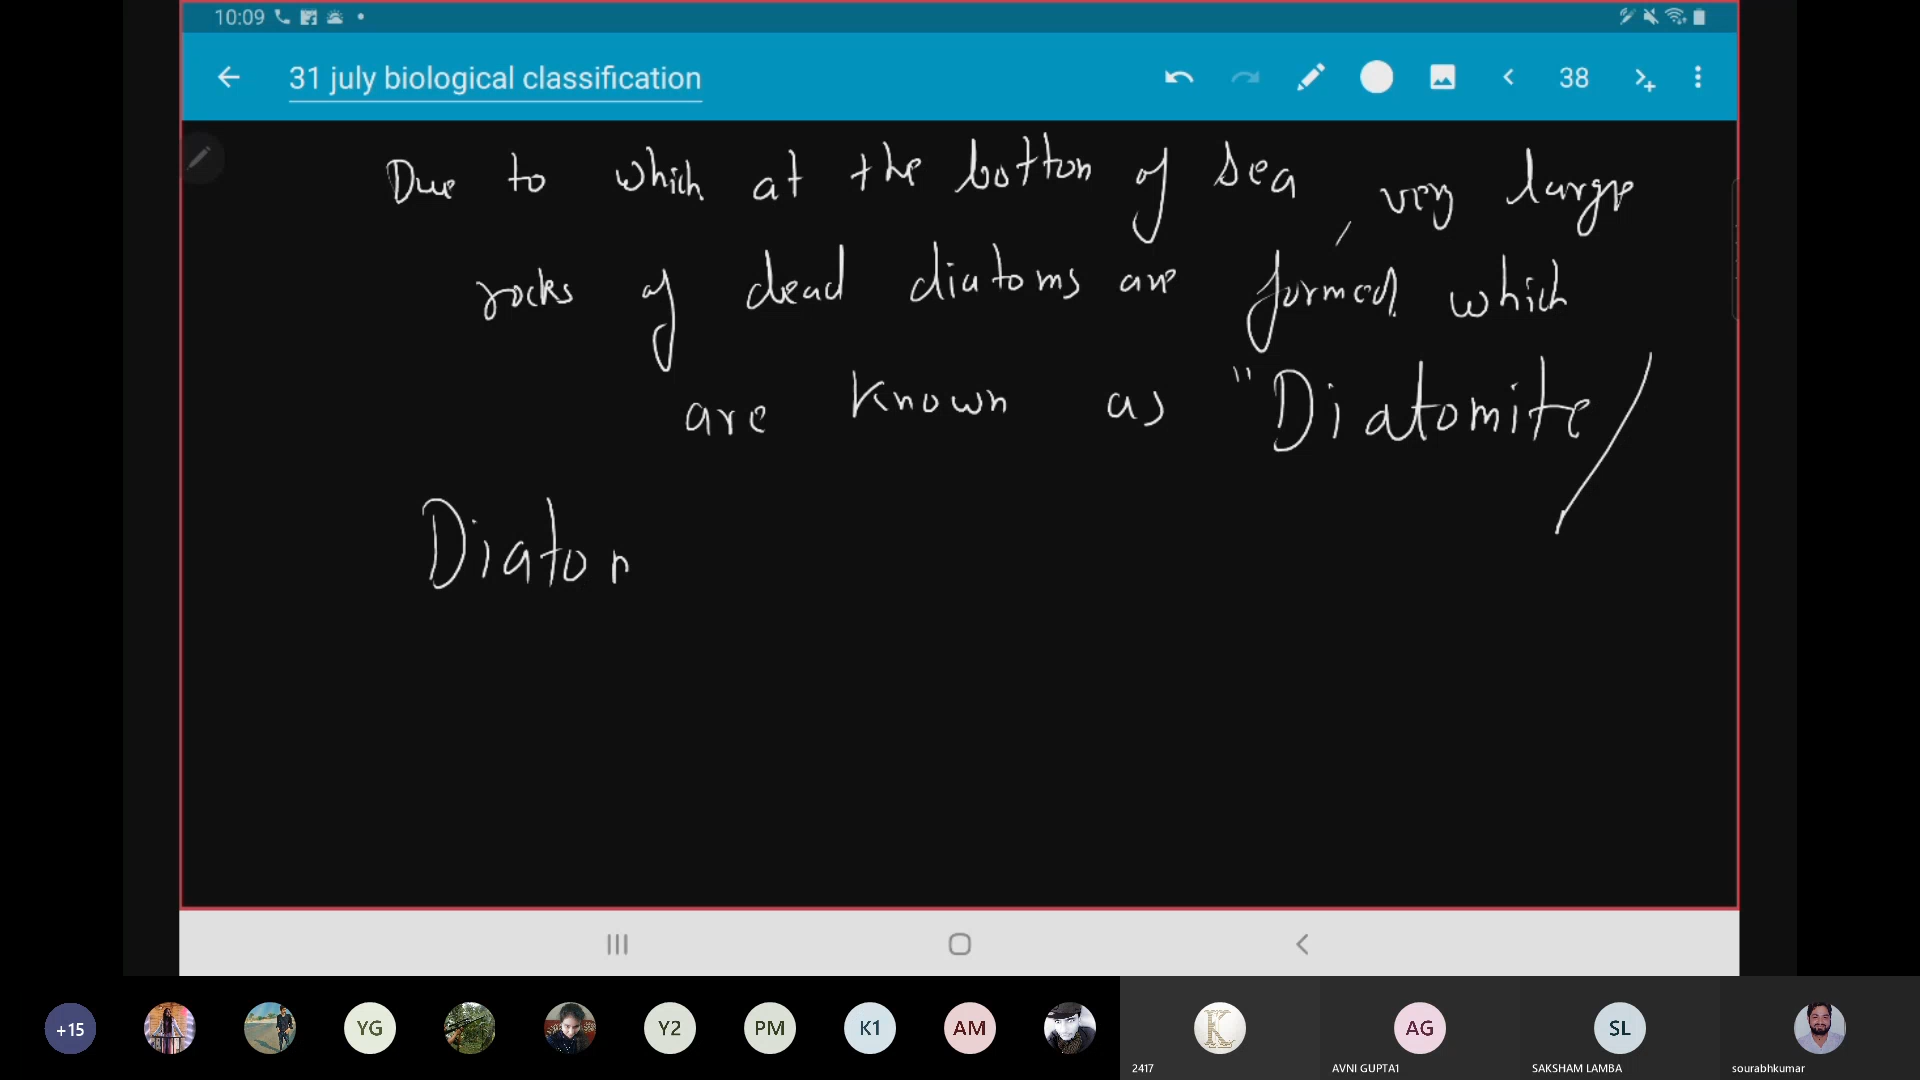 10:09
31 july biological classification
38
Due to which at the botton of sea, very large
rocks of dead diatoms are formed which
are known as "Diatomite/
Diaton
+15
YG
Y2
PM
K1
AM
K
2417
AG
AVNI GUPTA1
SL
SAKSHAM LAMBA
sourabhkumar